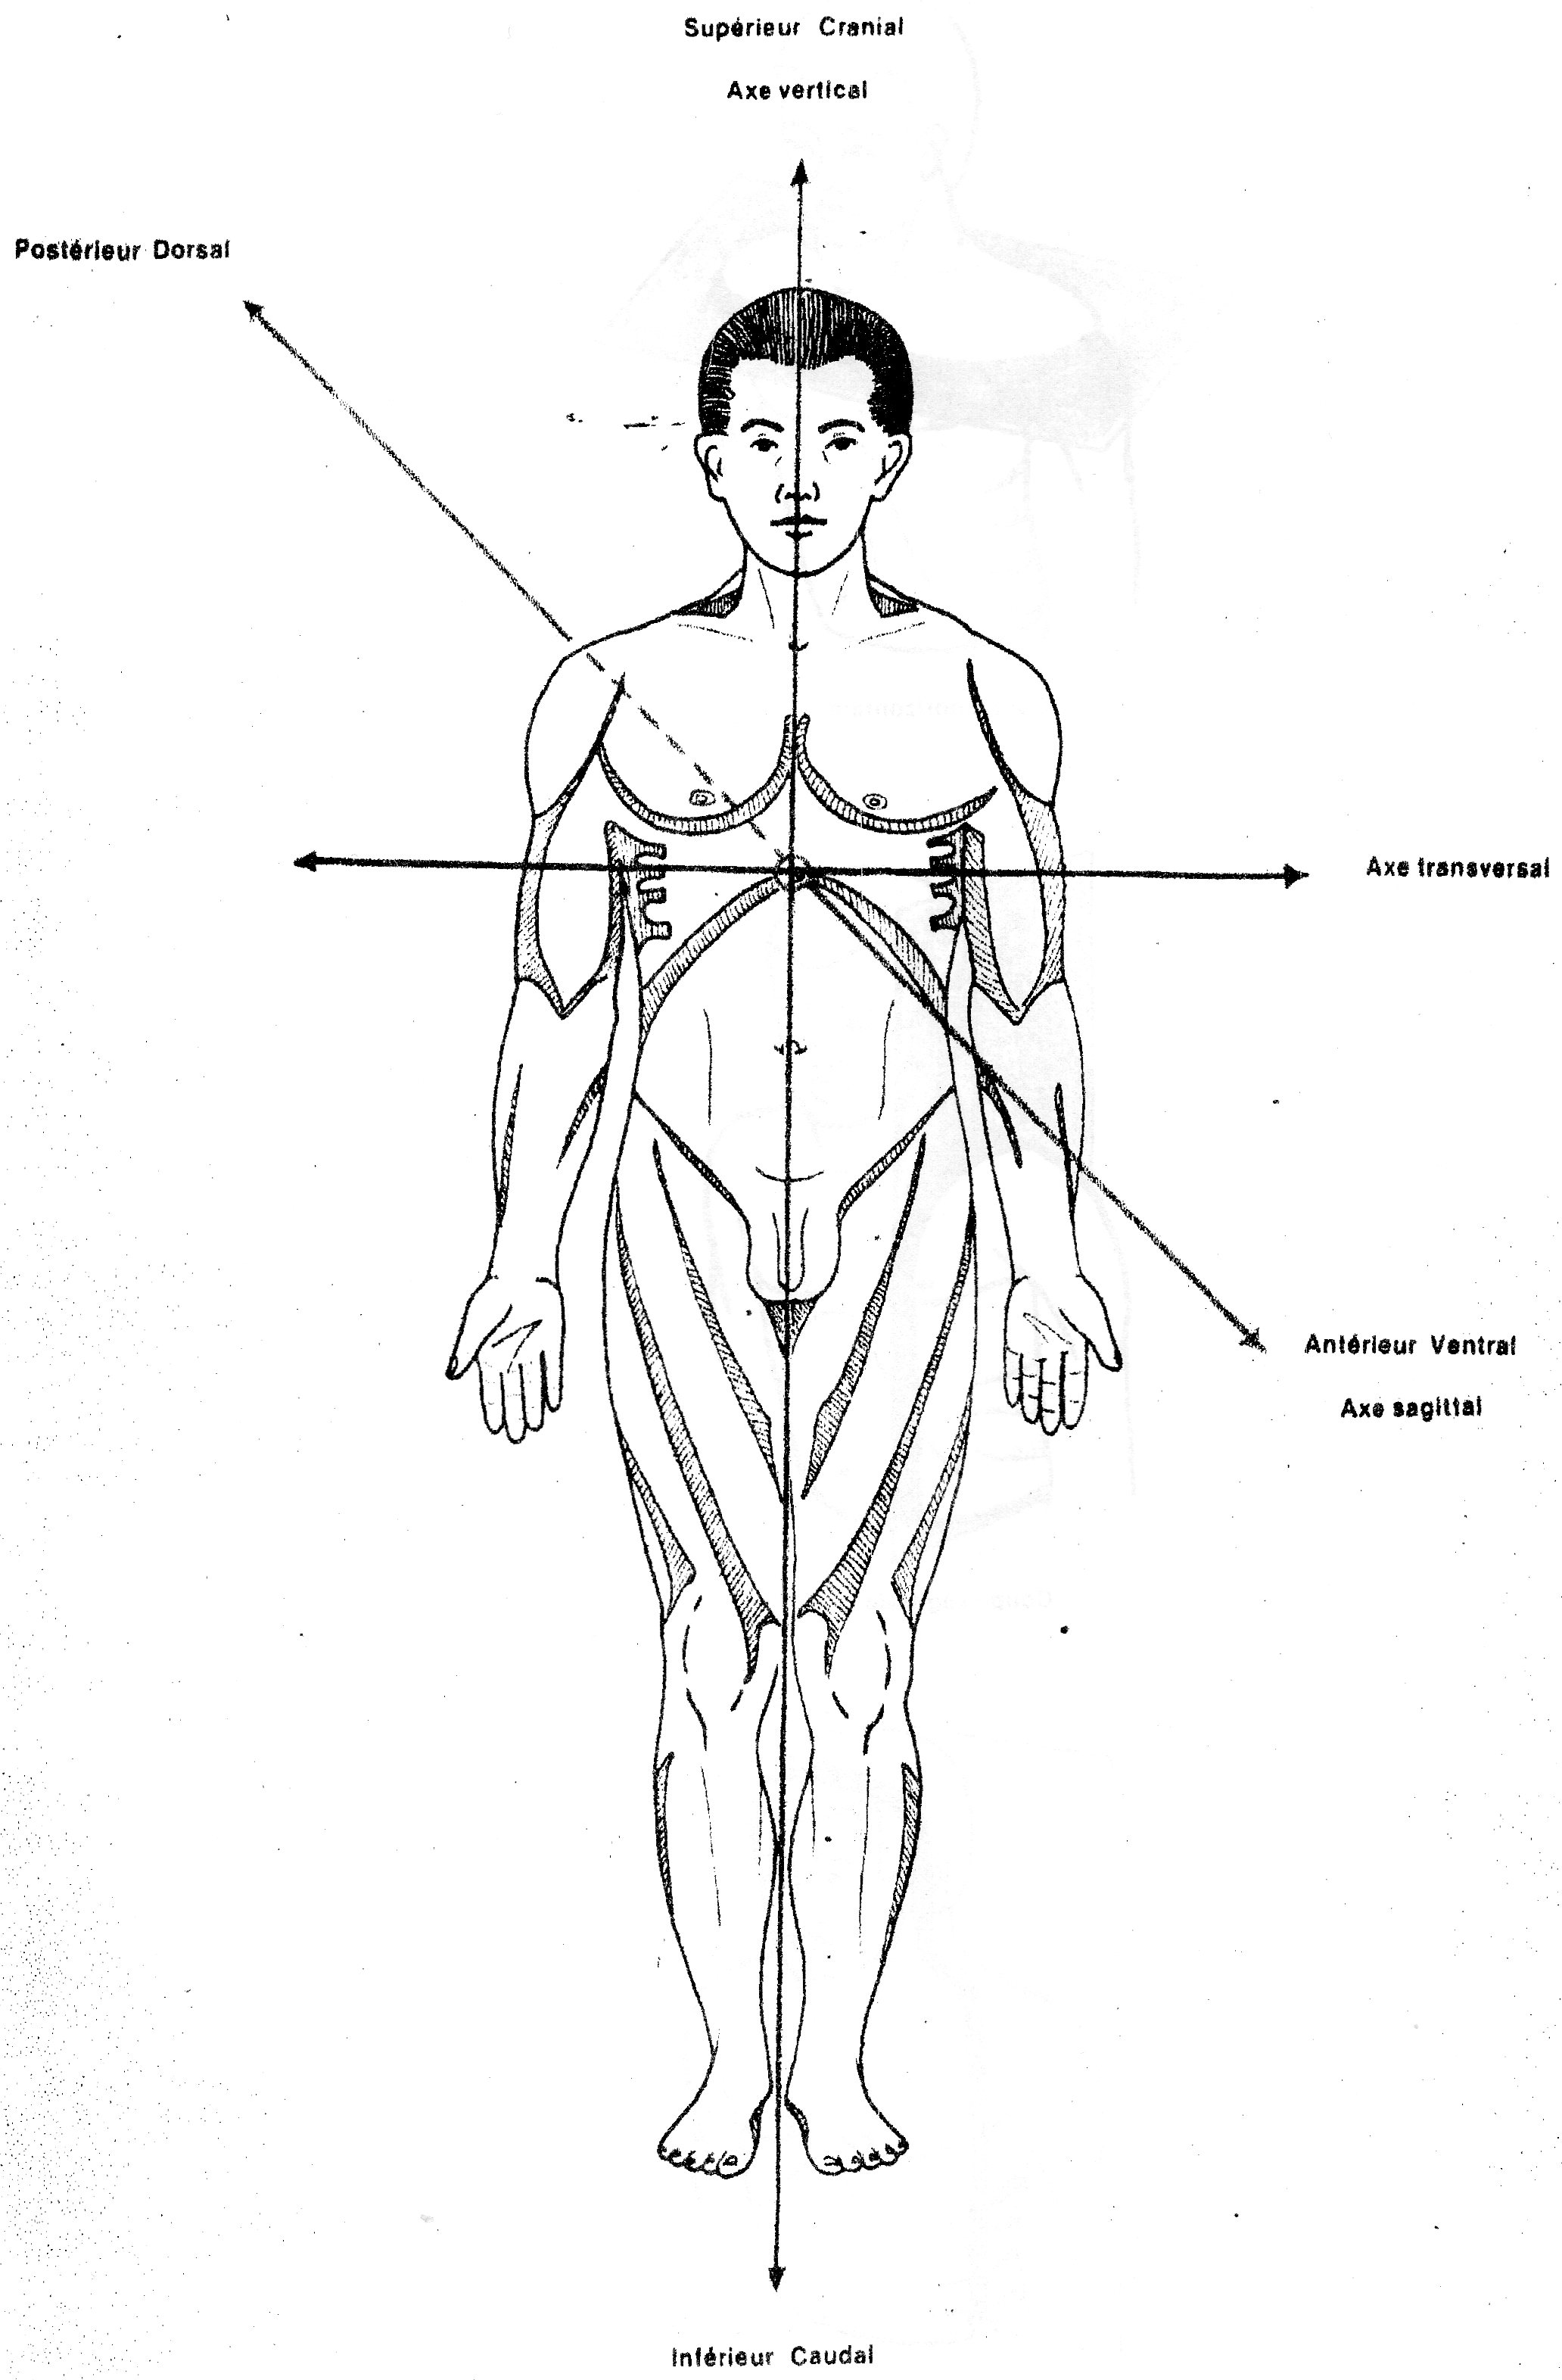 Supérieur Cranial
Axe vertical
Postérieur Dorsal
Axe transversal
Antérieur Ventral
Axe sagittal
Inférieur Caudal